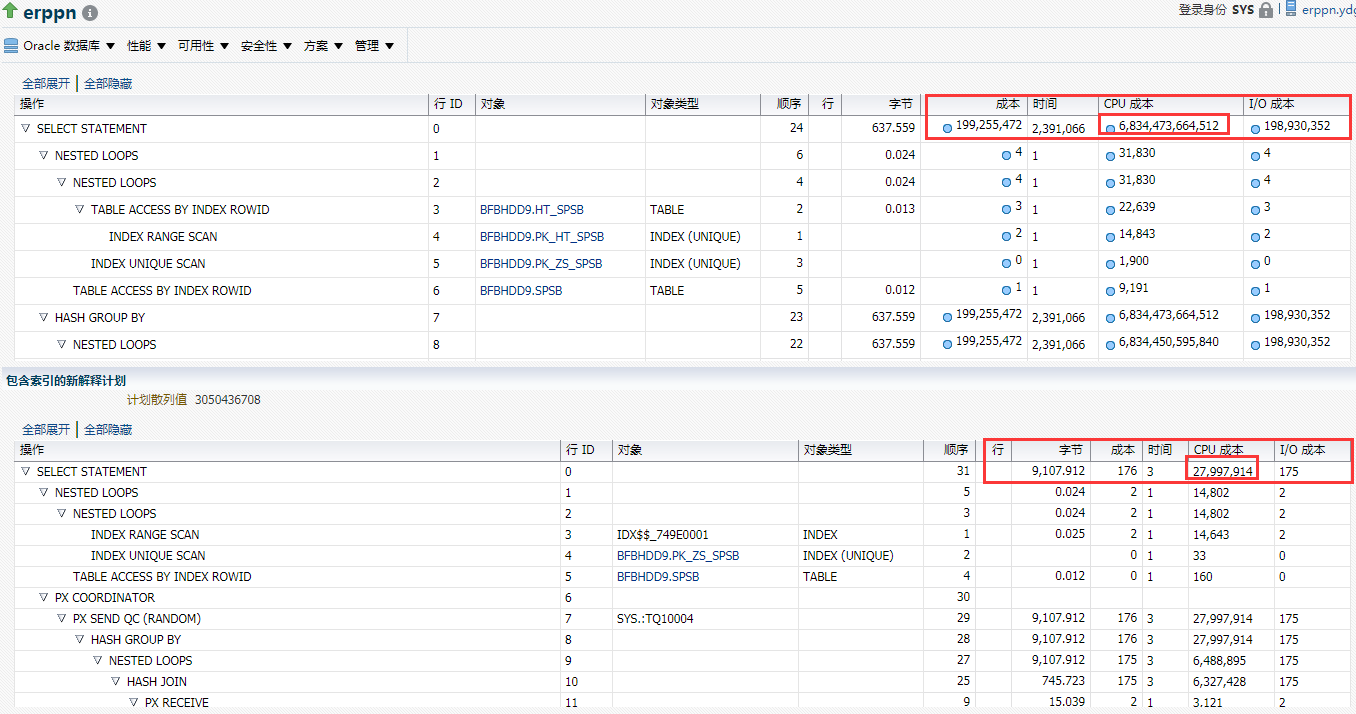 erppn
登录身份 SYS erppn.ydg
Oracle 数据库 性能 可用性 安全性 方案 管理
全部展开 全部隐藏
操作 行 ID 对象 对象类型 顺序 行 字节 成本 时间 CPU 成本 I/O 成本
SELECT STATEMENT 0 24 637.559 199,255,472 2,391,066 6,834,473,664,512 198,930,352
NESTED LOOPS 1 6 0.024 4 1 31,830 4
NESTED LOOPS 2 4 0.024 4 1 31,830 4
TABLE ACCESS BY INDEX ROWID 3 BFBHDD9.HT_SPSB TABLE 2 0.013 3 1 22,639 3
INDEX RANGE SCAN 4 BFBHDD9.PK_HT_SPSB INDEX (UNIQUE) 1 2 1 14,843 2
INDEX UNIQUE SCAN 5 BFBHDD9.PK_ZS_SPSB INDEX (UNIQUE) 3 0 1 1,900 0
TABLE ACCESS BY INDEX ROWID 6 BFBHDD9.SPSB TABLE 5 0.012 1 1 9,191 1
HASH GROUP BY 7 23 637.559 199,255,472 2,391,066 6,834,473,664,512 198,930,352
NESTED LOOPS 8 22 637.559 199,255,472 2,391,066 6,834,450,595,840 198,930,352
包含索引的新解释计划
计划散列值 3050436708
全部展开 全部隐藏
操作 行 ID 对象 对象类型 顺序 行 字节 成本 时间 CPU 成本 I/O 成本
SELECT STATEMENT 0 31 9,107.912 176 3 27,997,914 175
NESTED LOOPS 1 5 0.024 2 1 14,802 2
NESTED LOOPS 2 3 0.024 2 1 14,802 2
INDEX RANGE SCAN 3 IDX$$_749E0001 INDEX 1 0.025 2 1 14,643 2
INDEX UNIQUE SCAN 4 BFBHDD9.PK_ZS_SPSB INDEX (UNIQUE) 2 0 1 33 0
TABLE ACCESS BY INDEX ROWID 5 BFBHDD9.SPSB TABLE 4 0.012 0 1 160 0
PX COORDINATOR 6 30
PX SEND QC (RANDOM) 7 SYS.:TQ10004 29 9,107.912 176 3 27,997,914 175
HASH GROUP BY 8 28 9,107.912 176 3 27,997,914 175
NESTED LOOPS 9 27 9,107.912 175 3 6,488,895 175
HASH JOIN 10 25 745.723 175 3 6,327,428 175
PX RECEIVE 11 9 15.039 2 1 3,121 2